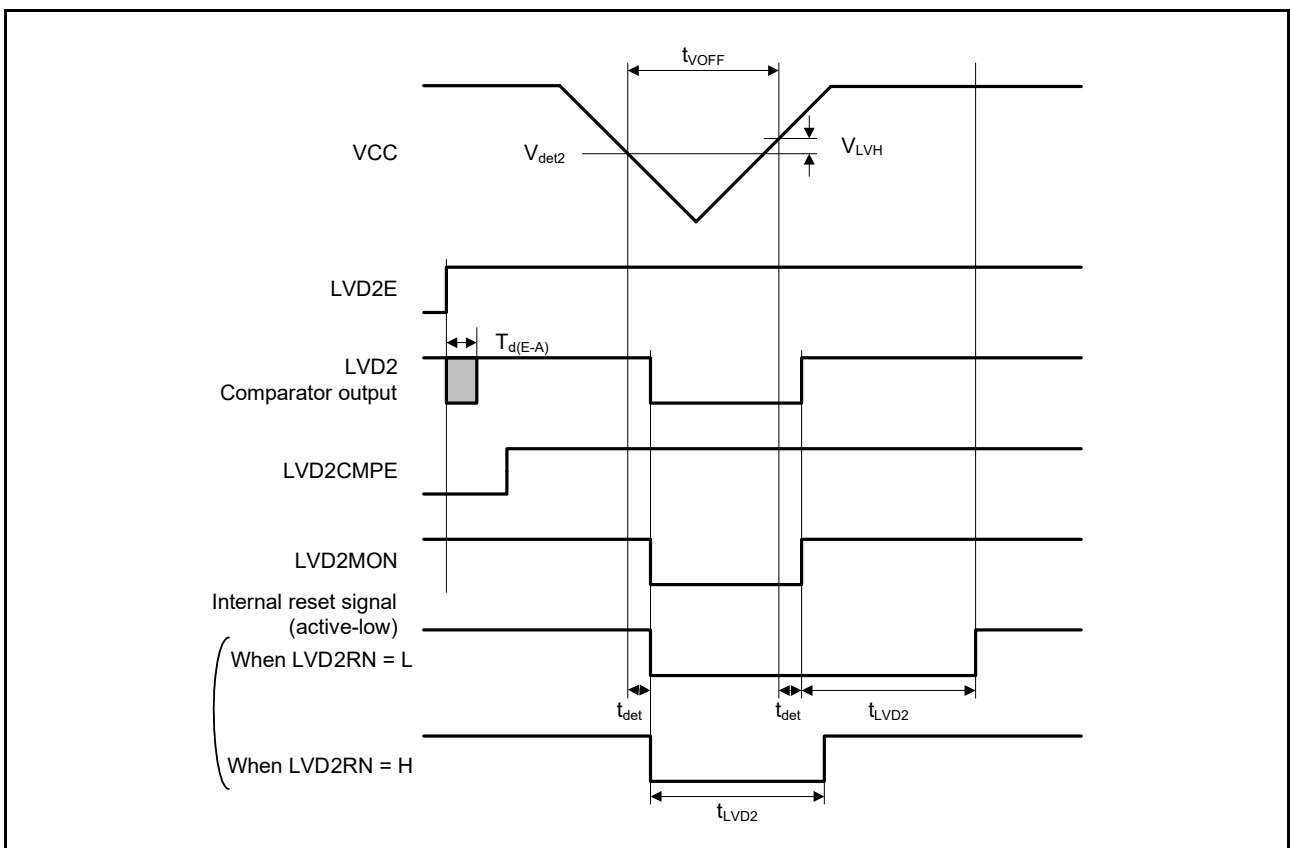 tVOFF
VCC
Vdet2
VLVH
LVD2E
Td(E-A)
LVD2
Comparator output
LVD2CMPE
LVD2MON
Internal reset signal
(active-low)
When LVD2RN = L
tdet
tdet
tLVD2
When LVD2RN = H
tLVD2